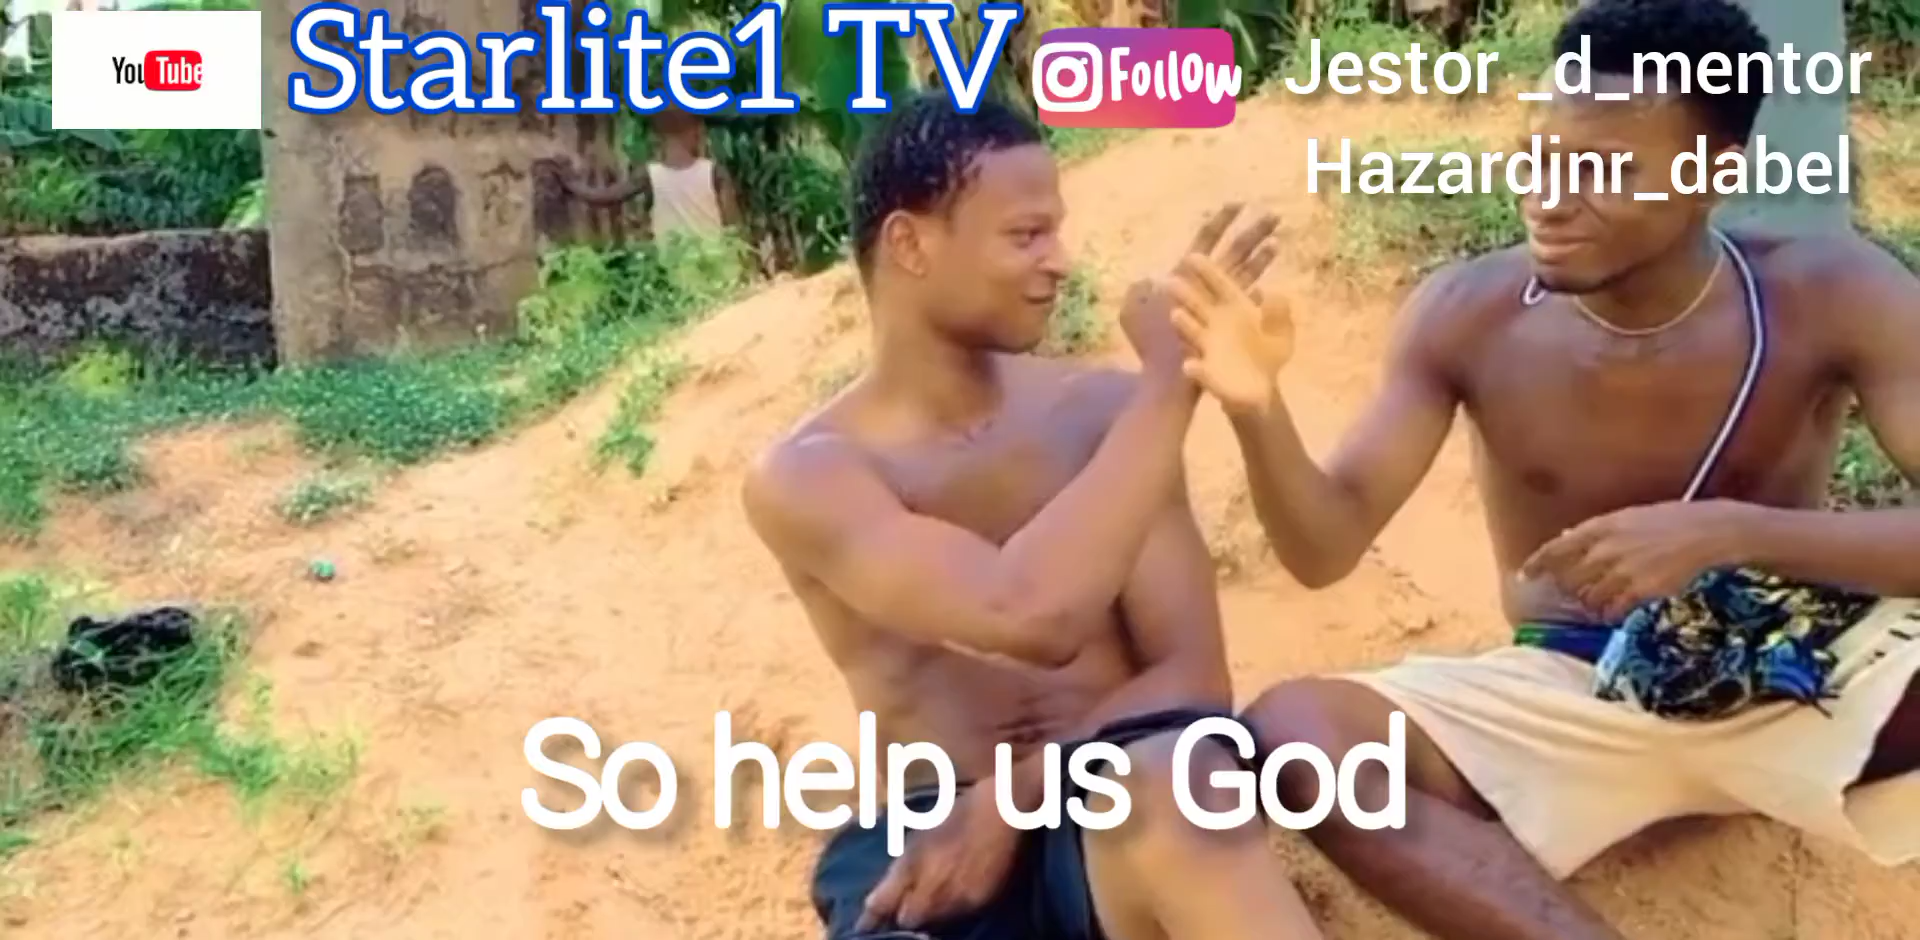 YouTube
Starlite1 TV
Follow
Jestor _d_mentor
Hazardjnr_dabel
So help us God